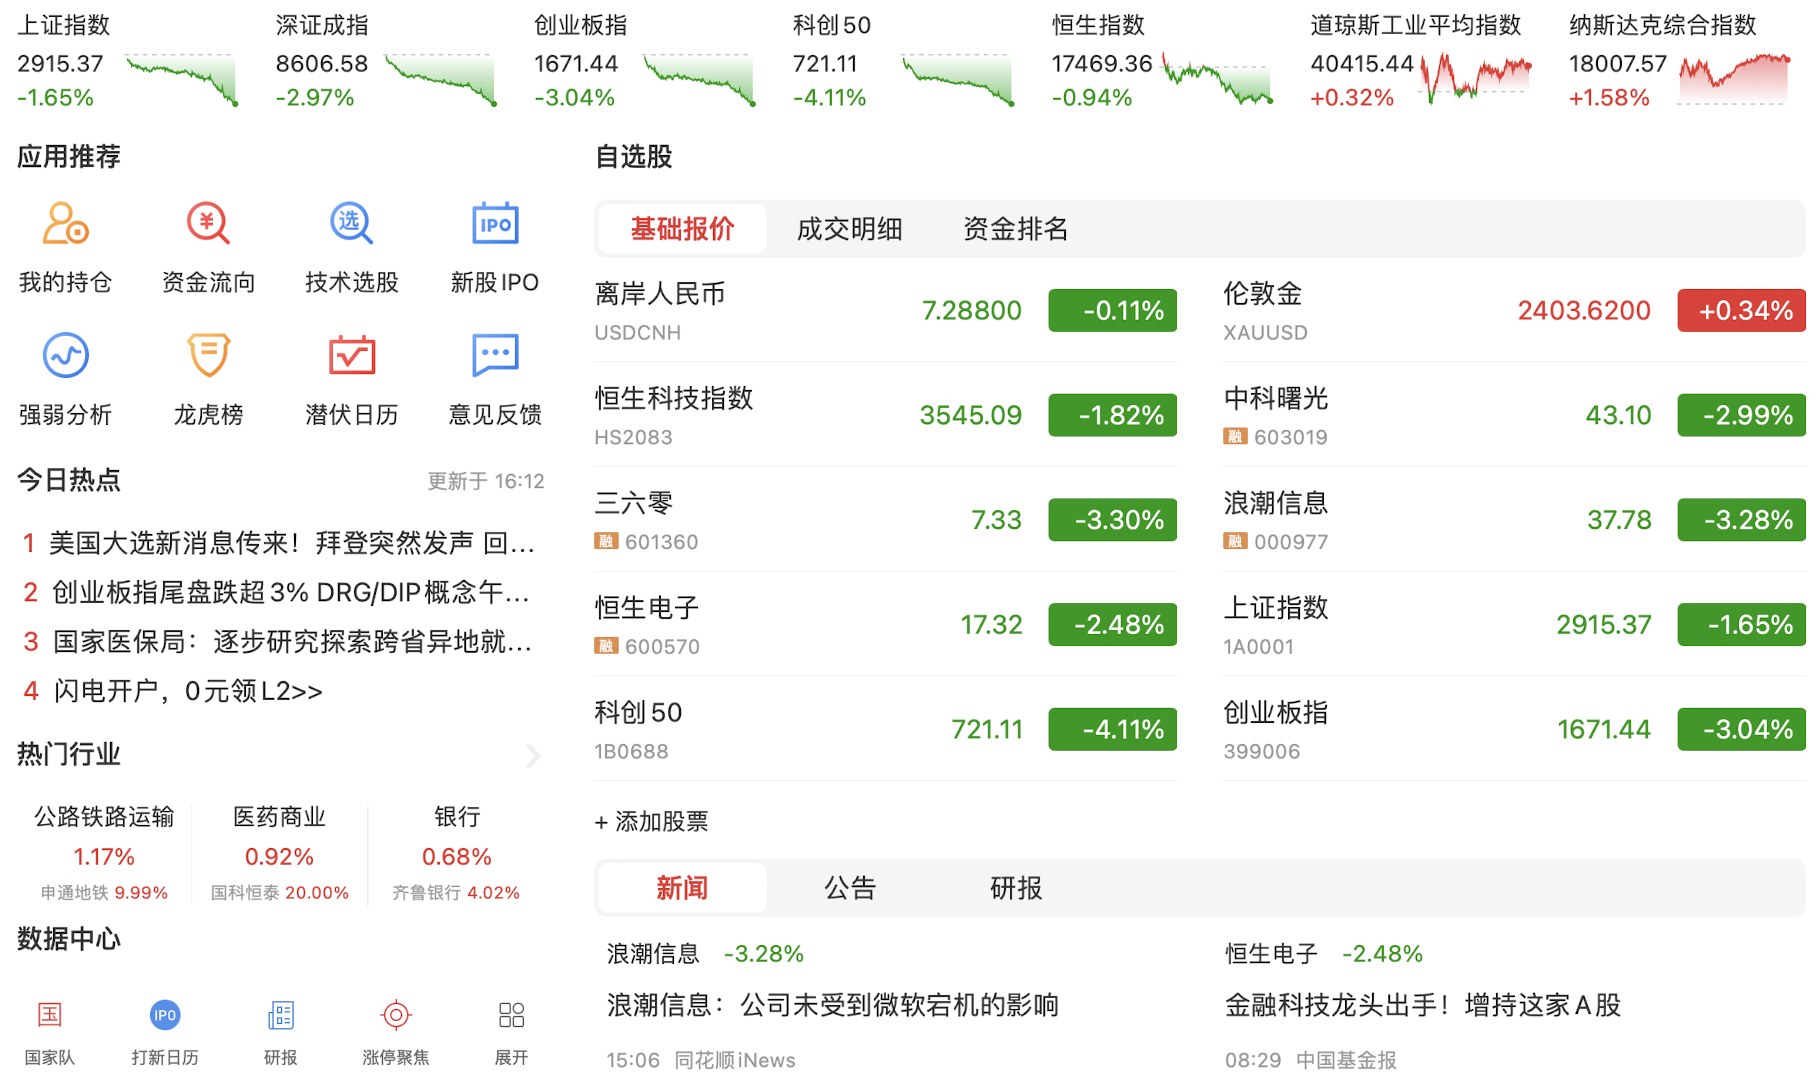 上证指数
2915.37
-1.65%
深证成指
8606.58
-2.97%
创业板指
1671.44
-3.04%
科创50
721.11
-4.11%
恒生指数
17469.36
-0.94%
道琼斯工业平均指数
40415.44
+0.32%
纳斯达克综合指数
18007.57
+1.58%
应用推荐
我的持仓
¥
资金流向
选
技术选股
IPO
新股IPO
强弱分析
龙虎榜
潜伏日历
意见反馈
今日热点
更新于 16:12
1 美国大选新消息传来！拜登突然发声 回...
2 创业板指尾盘跌超3% DRG/DIP概念午...
3 国家医保局：逐步研究探索跨省异地就...
4 闪电开户，0元领L2>>
热门行业
公路铁路运输
1.17%
申通地铁 9.99%
医药商业
0.92%
国科恒泰 20.00%
银行
0.68%
齐鲁银行 4.02%
数据中心
国
国家队
IPO
打新日历
研报
涨停聚焦
展开
自选股
基础报价 成交明细 资金排名
离岸人民币
USDCNH
7.28800
-0.11%
伦敦金
XAUUSD
2403.6200
+0.34%
恒生科技指数
HS2083
3545.09
-1.82%
中科曙光
融 603019
43.10
-2.99%
三六零
融 601360
7.33
-3.30%
浪潮信息
融 000977
37.78
-3.28%
恒生电子
融 600570
17.32
-2.48%
上证指数
1A0001
2915.37
-1.65%
科创50
1B0688
721.11
-4.11%
创业板指
399006
1671.44
-3.04%
+ 添加股票
新闻 公告 研报
浪潮信息 -3.28%
浪潮信息：公司未受到微软宕机的影响
15:06 同花顺iNews
恒生电子 -2.48%
金融科技龙头出手！增持这家A股
08:29 中国基金报